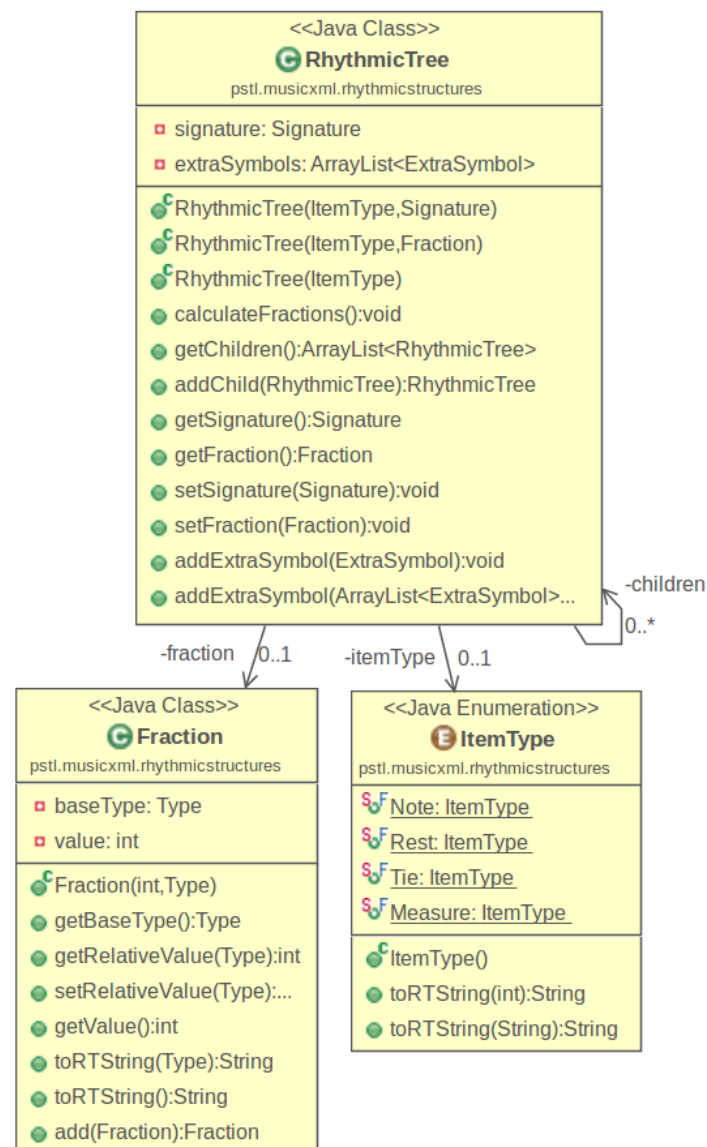 <<Java Class>>
RhythmicTree
pstl.musicxml.rhythmicstructures
signature: Signature
extraSymbols: ArrayList<ExtraSymbol>
RhythmicTree(ItemType,Signature)
RhythmicTree(ItemType,Fraction)
RhythmicTree(ItemType)
calculateFractions():void
getChildren():ArrayList<RhythmicTree>
addChild(RhythmicTree):RhythmicTree
getSignature():Signature
getFraction():Fraction
setSignature(Signature):void
setFraction(Fraction):void
addExtraSymbol(ExtraSymbol):void
addExtraSymbol(ArrayList<ExtraSymbol>...
-children
0..*
-fraction 0..1
-itemType 0..1
<<Java Class>>
Fraction
pstl.musicxml.rhythmicstructures
baseType: Type
value: int
Fraction(int,Type)
getBaseType():Type
getRelativeValue(Type):int
setRelativeValue(Type):...
getValue():int
toRTString(Type):String
toRTString():String
add(Fraction):Fraction
<<Java Enumeration>>
ItemType
pstl.musicxml.rhythmicstructures
Note: ItemType
Rest: ItemType
Tie: ItemType
Measure: ItemType
ItemType()
toRTString(int):String
toRTString(String):String